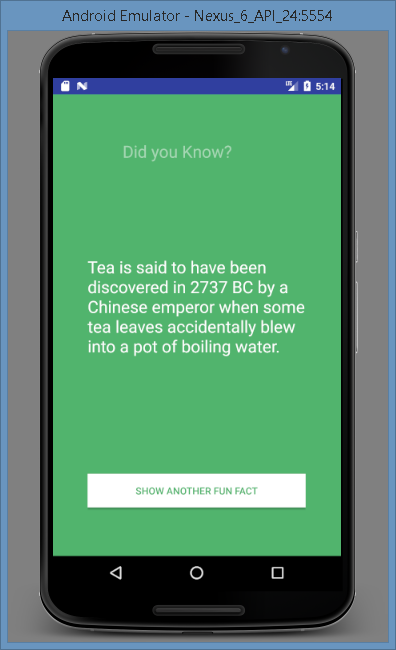 Android Emulator - Nexus_6_API_24:5554
LTE 5:14
Did you Know?
Tea is said to have been
discovered in 2737 BC by a
Chinese emperor when some
tea leaves accidentally blew
into a pot of boiling water.
SHOW ANOTHER FUN FACT